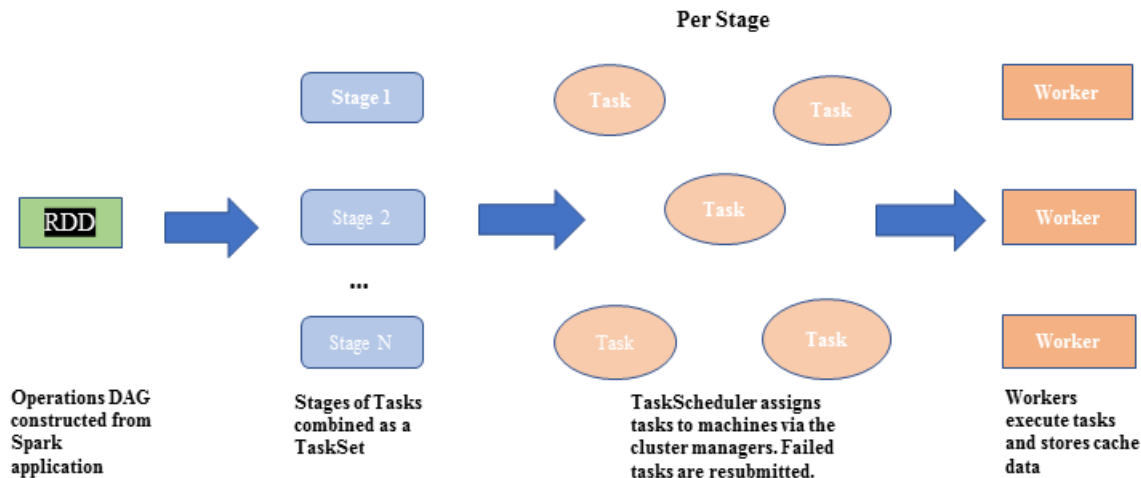 Per Stage
Stage 1
Task
Task
Worker
RDD
Stage 2
Task
Worker
...
Stage N
Task
Task
Worker
Operations DAG
constructed from
Spark
application
Stages of Tasks
combined as a
TaskSet
TaskScheduler assigns
tasks to machines via the
cluster managers. Failed
tasks are resubmitted.
Workers
execute tasks
and stores cache
data